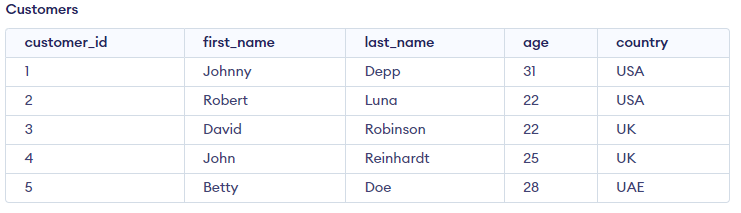 Customers
customer_id first_name last_name age country
1 Johnny Depp 31 USA
2 Robert Luna 22 USA
3 David Robinson 22 UK
4 John Reinhardt 25 UK
5 Betty Doe 28 UAE